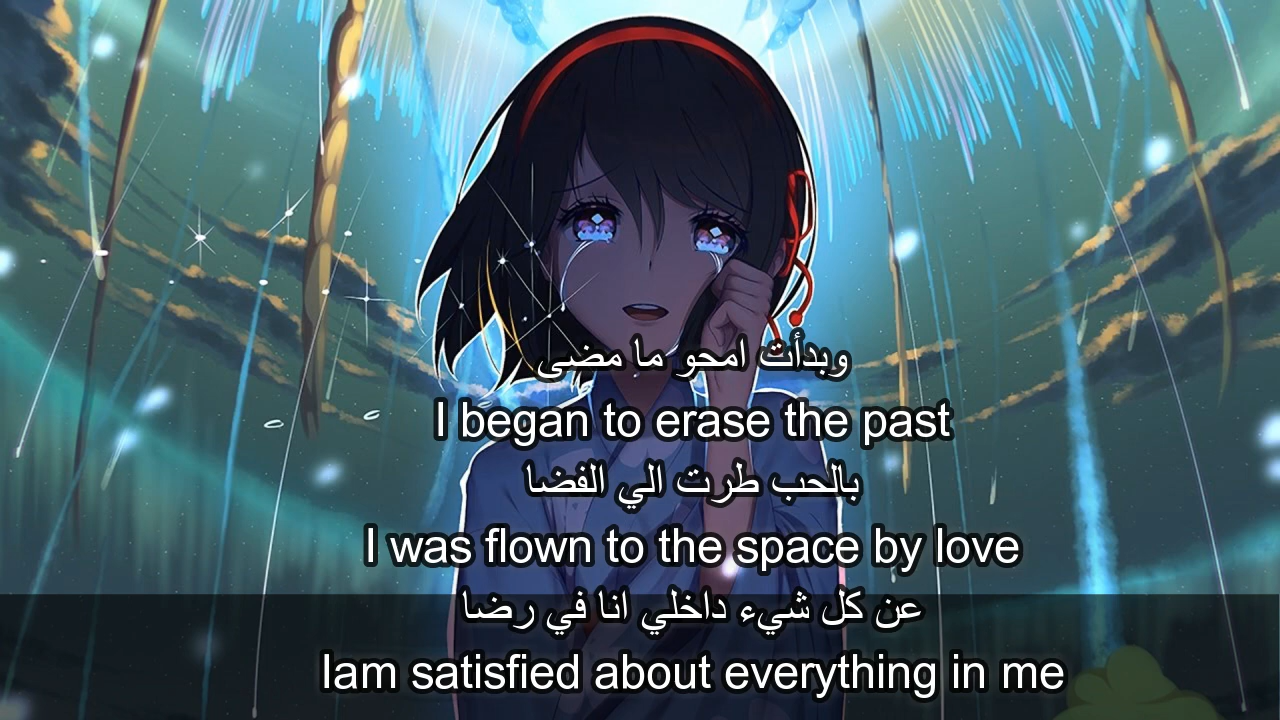 وبدأت امحو ما مضى
I began to erase the past
بالحب طرت الي الفضا
I was flown to the space by love
عن كل شيء داخلي انا في رضا
Iam satisfied about everything in me